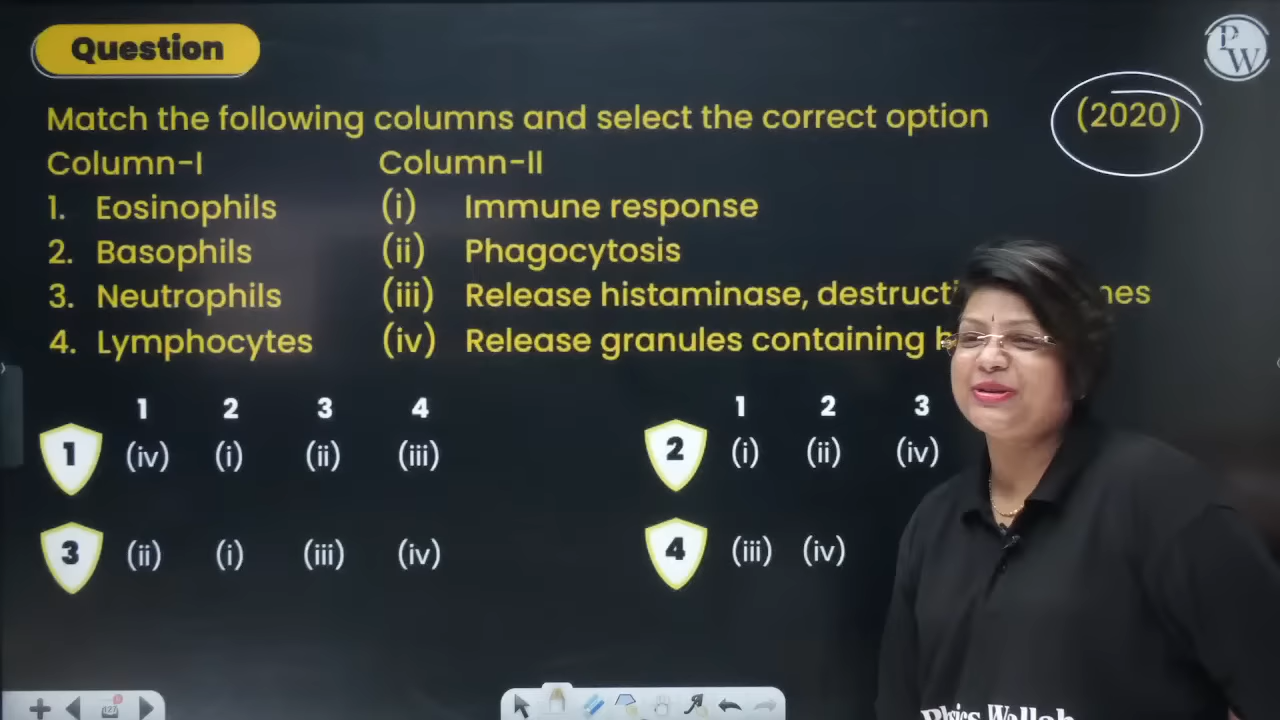 Question
PW
Match the following columns and select the correct option (2020)
Column-I Column-II
1. Eosinophils (i) Immune response
2. Basophils (ii) Phagocytosis
3. Neutrophils (iii) Release histaminase,
4. Lymphocytes (iv) Release granules containing
1 2 3 4 1 2 3
1 (iv) (i) (ii) (iii) 2 (i) (ii) (iv)
3 (ii) (i) (iii) (iv) 4 (iii) (iv)